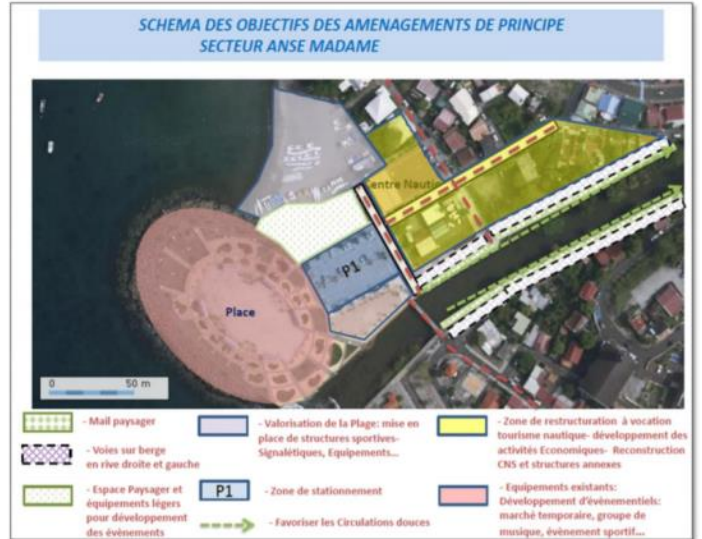 SCHEMA DES OBJECTIFS DES AMENAGEMENTS DE PRINCIPE
SECTEUR ANSE MADAME
Centre Nauti
P1
Place
0 50 m
- Mail paysager
- Voies sur berge
en rive droite et gauche
- Espace Paysager et
équipements légers
pour développement
des évènements
- Valorisation de la Plage: mise en
place de structures sportives-
Signalétiques, Equipements...
P1
- Zone de stationnement
- Favoriser les Circulations douces
- Zone de restructuration à vocation
tourisme nautique- développement des
activités Economiques- Reconstruction
CNS et structures annexes
- Equipements existants:
Développement d'évènementiels:
marché temporaire, groupe de
musique, évènement sportif...